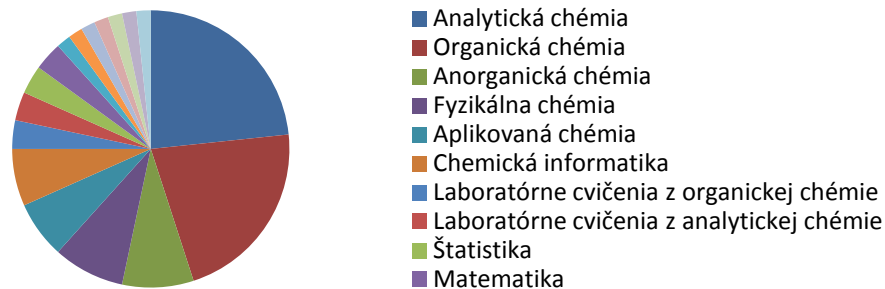 Analytická chémia
Organická chémia
Anorganická chémia
Fyzikálna chémia
Aplikovaná chémia
Chemická informatika
Laboratórne cvičenia z organickej chémie
Laboratórne cvičenia z analytickej chémie
Štatistika
Matematika